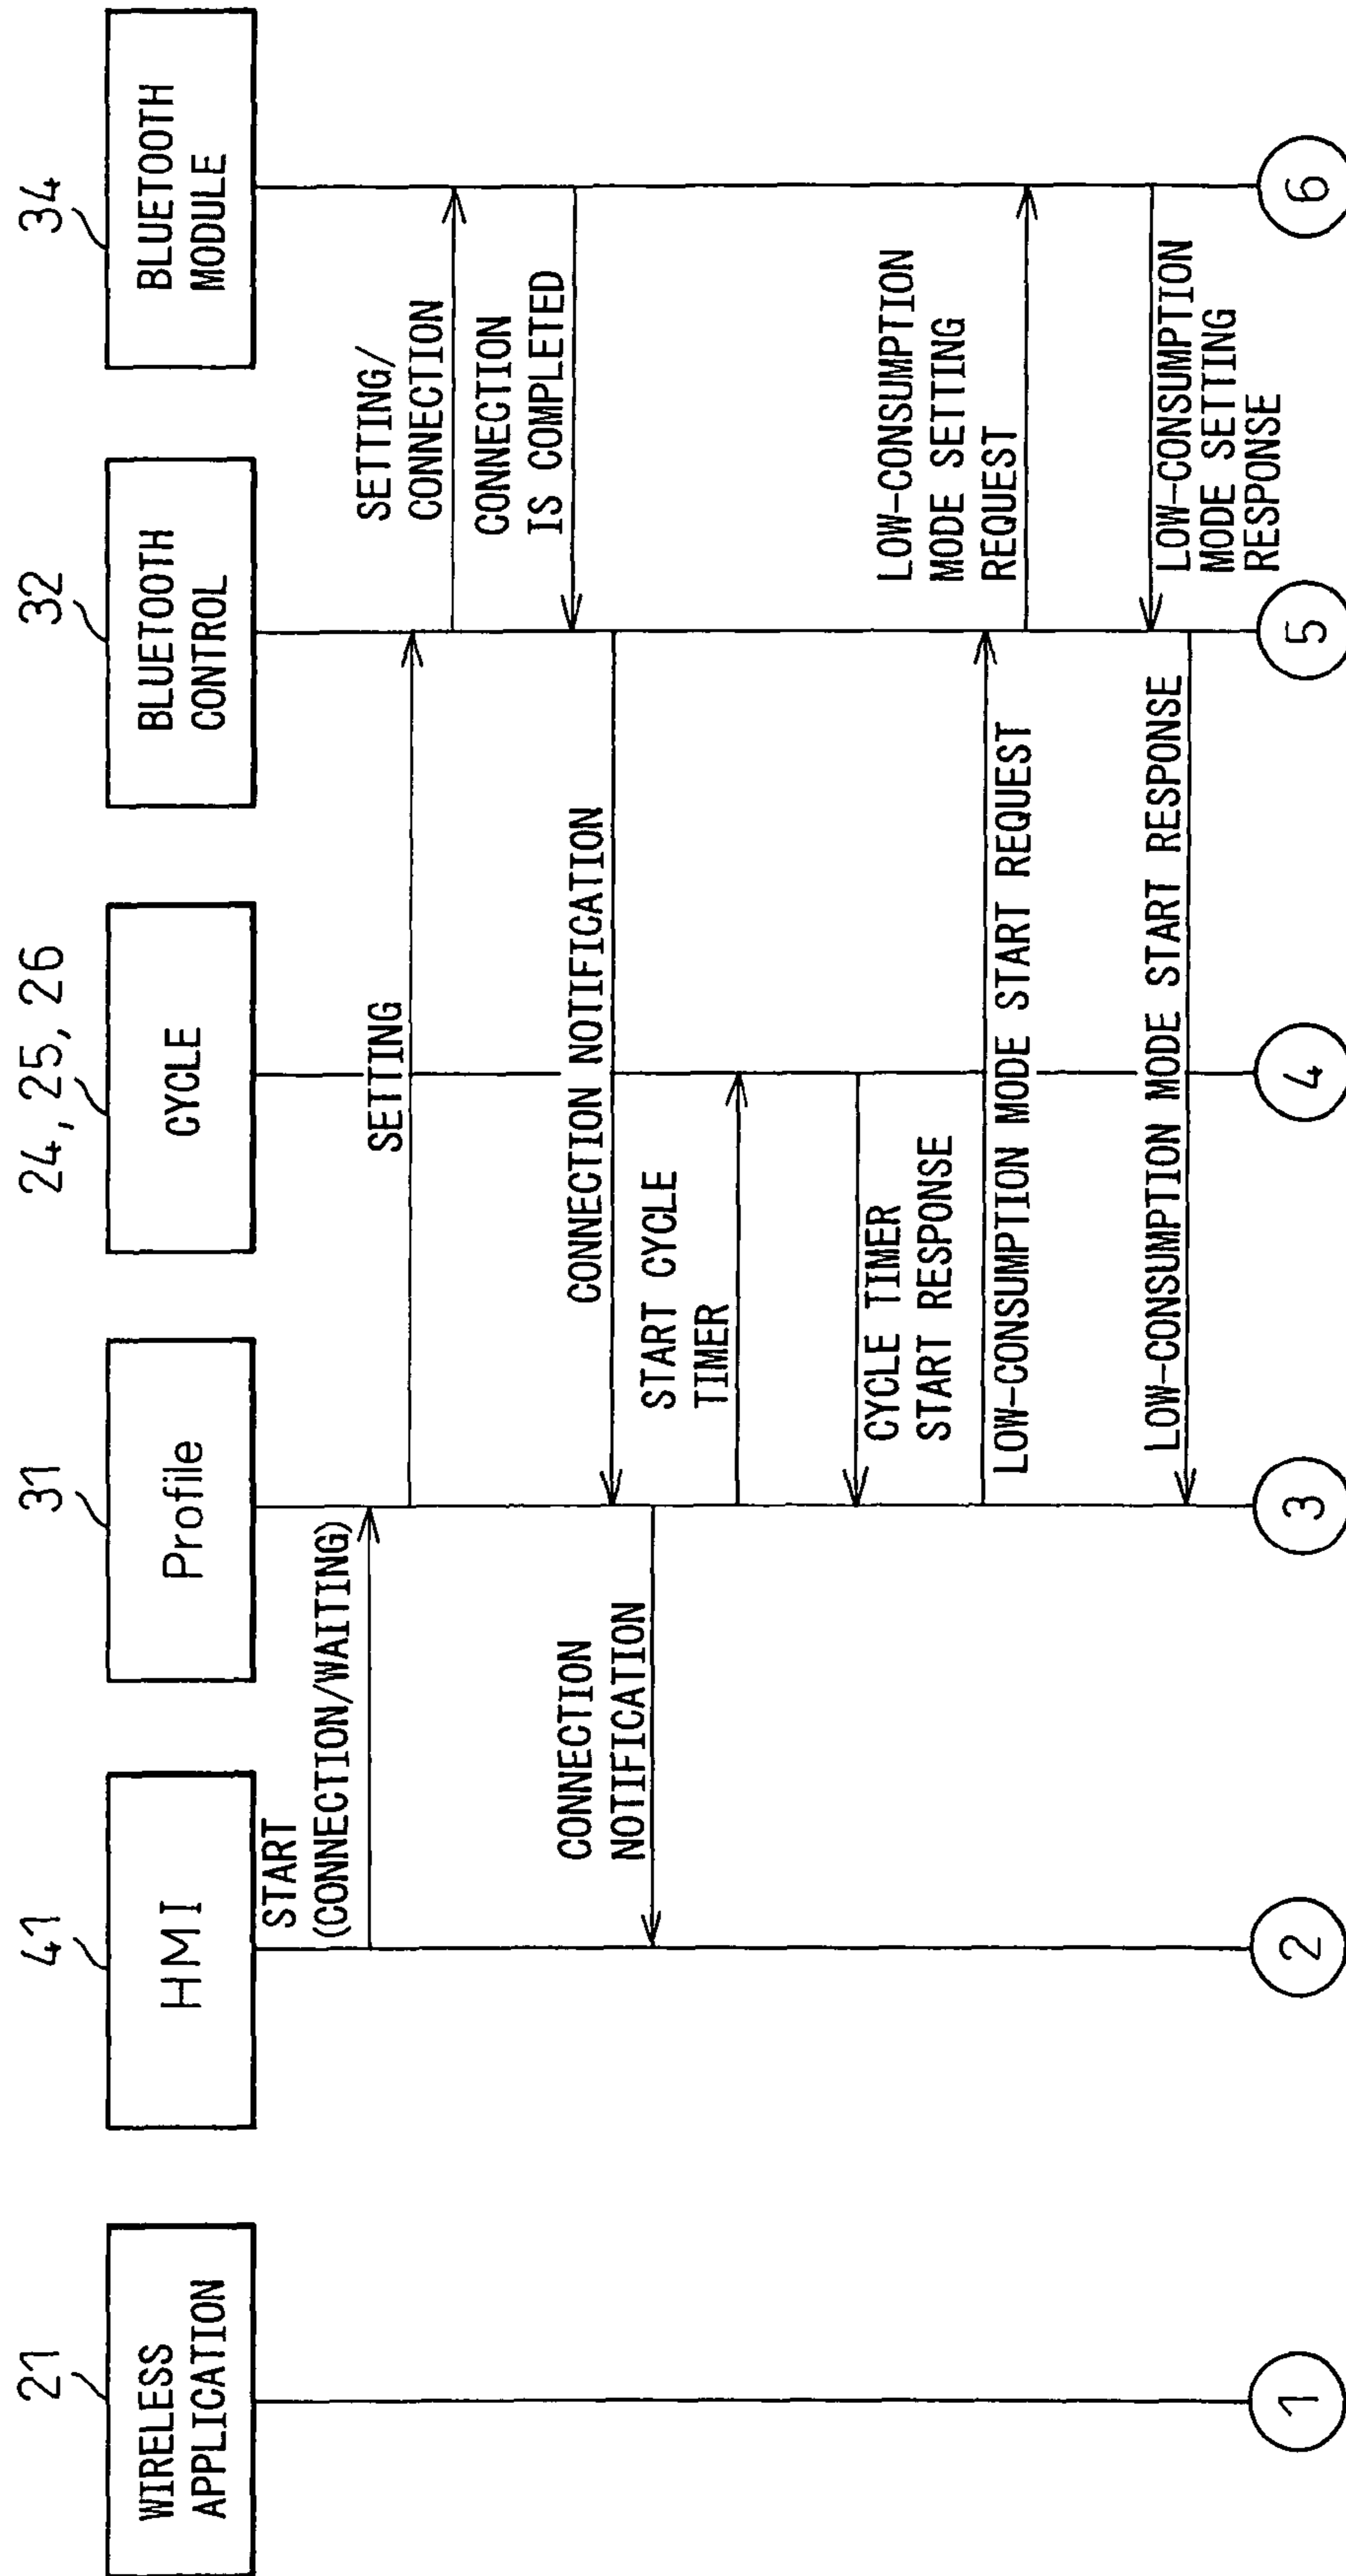 21
WIRELESS
APPLICATION
41
HMI
31
Profile
24, 25, 26
CYCLE
32
BLUETOOTH
CONTROL
34
BLUETOOTH
MODULE
START
(CONNECTION/WAITING)
SETTING
SETTING/
CONNECTION
CONNECTION
IS COMPLETED
CONNECTION NOTIFICATION
CONNECTION
NOTIFICATION
START CYCLE
TIMER
CYCLE TIMER
START RESPONSE
LOW-CONSUMPTION MODE START REQUEST
LOW-CONSUMPTION
MODE SETTING
REQUEST
LOW-CONSUMPTION
MODE SETTING
RESPONSE
LOW-CONSUMPTION MODE START RESPONSE
1
2
3
4
5
6